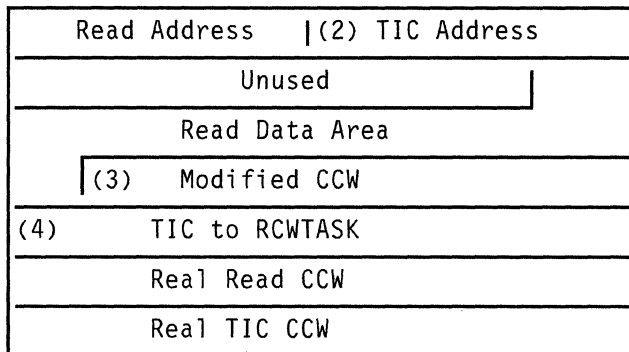 Read Address |(2) TIC Address
Unused
Read Data Area
(3) Modified CCW
(4) TIC to RCWTASK
Real Read CCW
Real TIC CCW